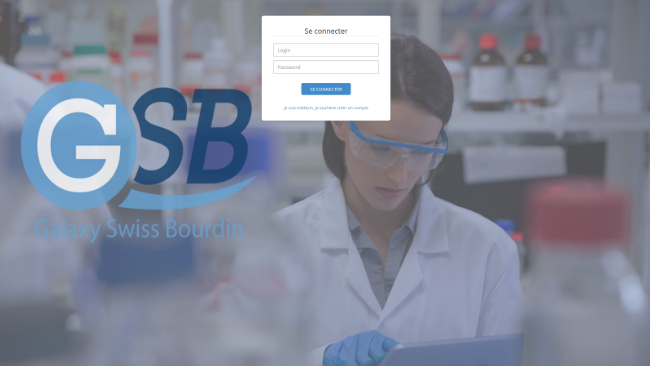 Se connecter
Login
Password
SE CONNECTER
je suis médecin, je souhaite créer un compte
GSB
Galaxy Swiss Bourdin